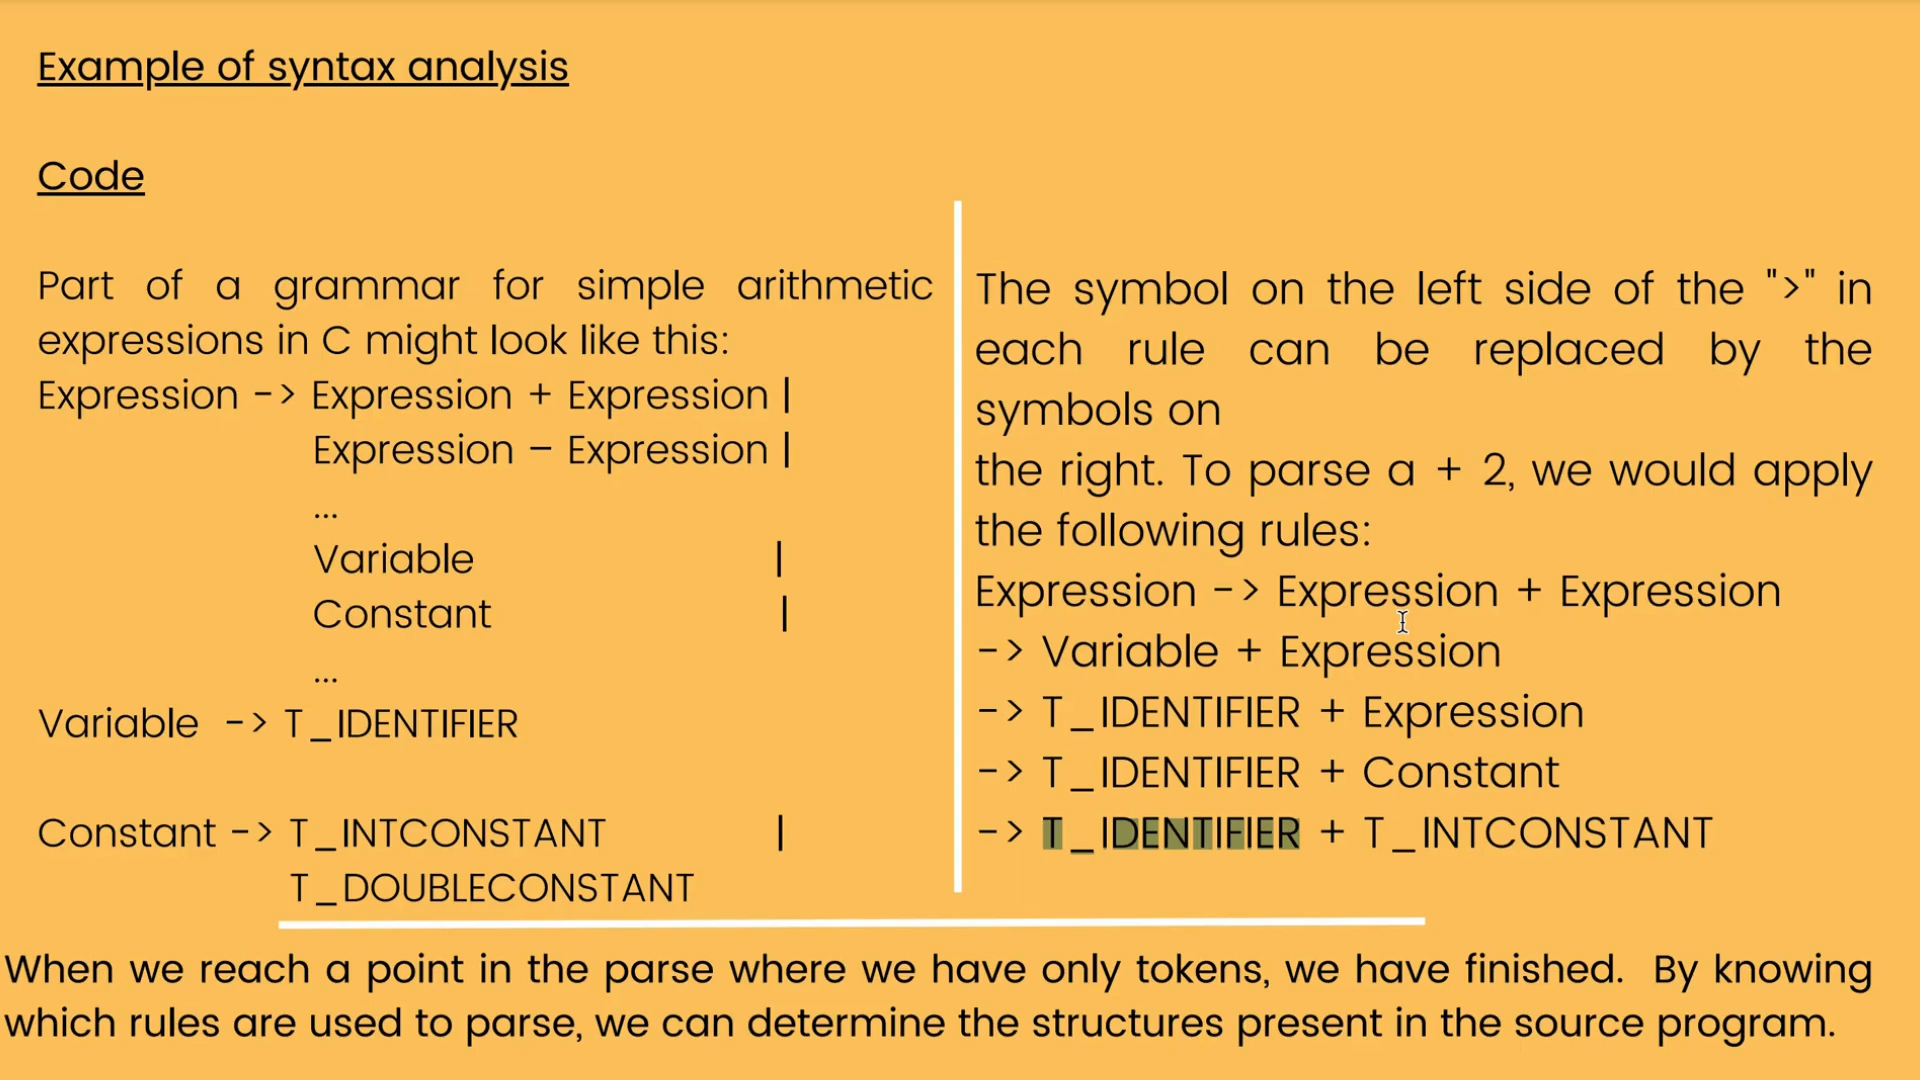 Example of syntax analysis
Code
Part of a grammar for simple arithmetic
expressions in C might look like this:
Expression -> Expression + Expression |
Expression – Expression |
...
Variable |
Constant |
...
Variable -> T_IDENTIFIER
Constant -> T_INTCONSTANT |
T_DOUBLECONSTANT
The symbol on the left side of the ">" in
each rule can be replaced by the
symbols on
the right. To parse a + 2, we would apply
the following rules:
Expression -> Expression + Expression
-> Variable + Expression
-> T_IDENTIFIER + Expression
-> T_IDENTIFIER + Constant
-> T_IDENTIFIER + T_INTCONSTANT
When we reach a point in the parse where we have only tokens, we have finished. By knowing
which rules are used to parse, we can determine the structures present in the source program.